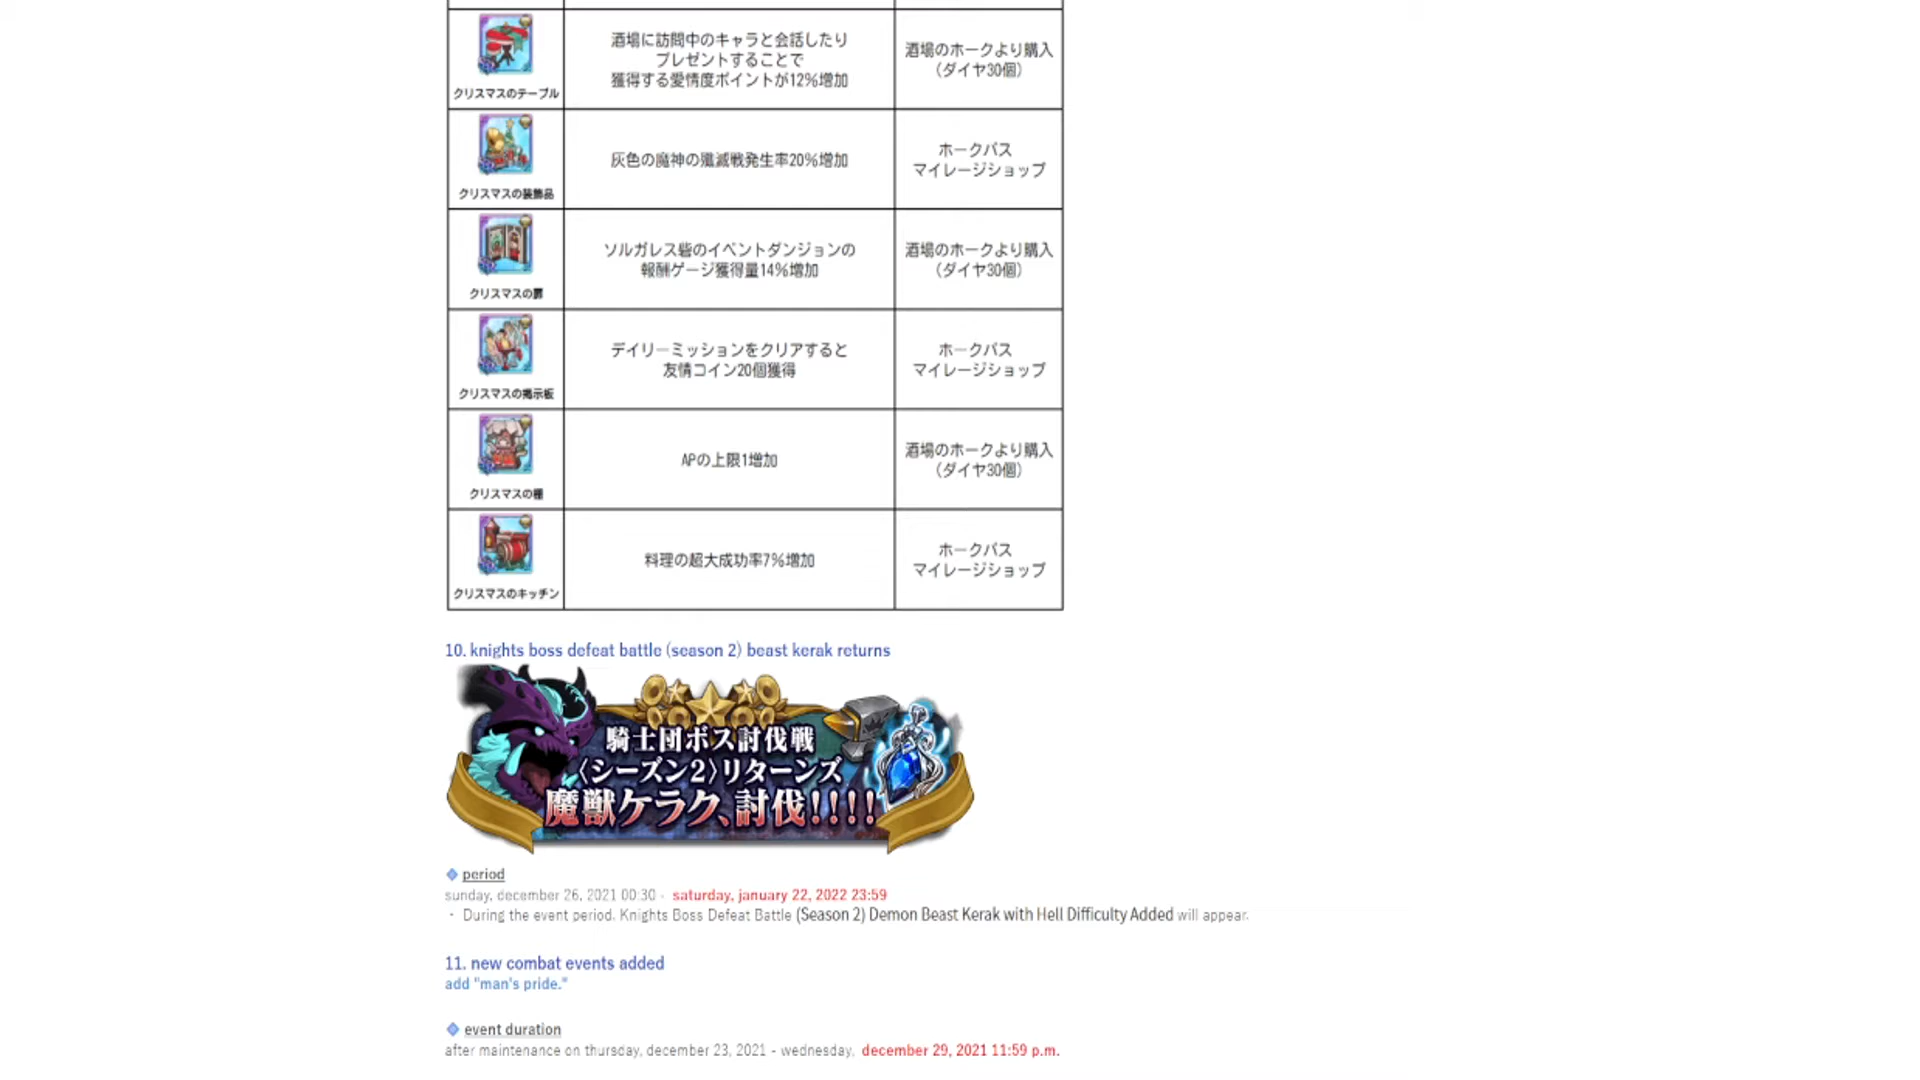 酒場に訪問中のキャラと会話したり
プレゼントすることで
獲得する愛情度ポイントが12%増加
酒場のホークより購入
(ダイヤ30個)
クリスマスのテーブル
灰色の魔神の殲滅戦発生率20%増加
ホークパス
マイレージショップ
クリスマスの装飾品
ソルガレス砦のイベントダンジョンの
報酬ゲージ獲得量14%増加
酒場のホークより購入
(ダイヤ30個)
クリスマスの扉
デイリーミッションをクリアすると
友情コイン20個獲得
ホークパス
マイレージショップ
クリスマスの掲示板
APの上限1増加
酒場のホークより購入
(ダイヤ30個)
クリスマスの棚
料理の超大成功率7%増加
ホークパス
マイレージショップ
クリスマスのキッチン
10. knights boss defeat battle (season 2) beast kerak returns
騎士団ボス討伐戦
〈シーズン2〉リターンズ
魔獣ケラク、討伐!!!!
period
sunday, december 26, 2021 00:30 - saturday, january 22, 2022 23:59
・ During the event period, Knights Boss Defeat Battle (Season 2) Demon Beast Kerak with Hell Difficulty Added will appear.
11. new combat events added
add "man's pride."
event duration
after maintenance on thursday, december 23, 2021 - wednesday, december 29, 2021 11:59 p.m.